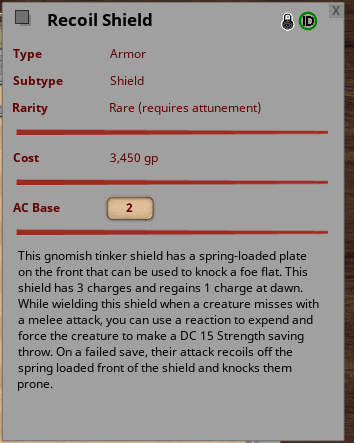 Recoil Shield
ID
X
Type Armor
Subtype Shield
Rarity Rare (requires attunement)
Cost 3,450 gp
AC Base 2
This gnomish tinker shield has a spring-loaded plate
on the front that can be used to knock a foe flat. This
shield has 3 charges and regains 1 charge at dawn.
While wielding this shield when a creature misses with
a melee attack, you can use a reaction to expend and
force the creature to make a DC 15 Strength saving
throw. On a failed save, their attack recoils off the
spring loaded front of the shield and knocks them
prone.